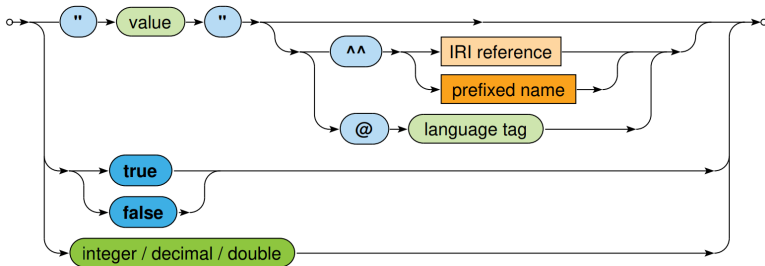 " value "
^^ IRI reference
prefixed name
@ language tag
true
false
integer / decimal / double